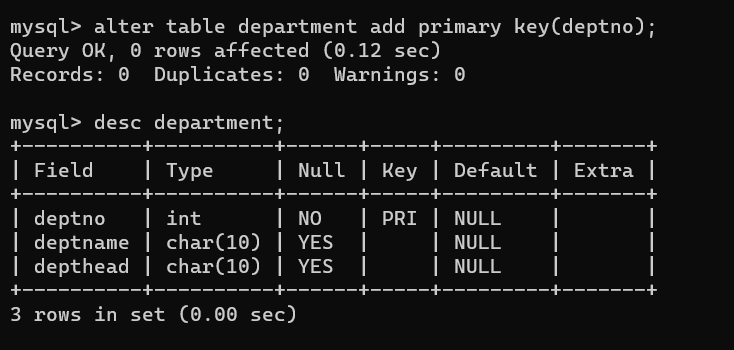 mysql> alter table department add primary key(deptno);
Query OK, 0 rows affected (0.12 sec)
Records: 0  Duplicates: 0  Warnings: 0

mysql> desc department;
+----------+----------+------+-----+---------+-------+
| Field    | Type     | Null | Key | Default | Extra |
+----------+----------+------+-----+---------+-------+
| deptno   | int      | NO   | PRI | NULL    |       |
| deptname | char(10) | YES  |     | NULL    |       |
| depthead | char(10) | YES  |     | NULL    |       |
+----------+----------+------+-----+---------+-------+
3 rows in set (0.00 sec)